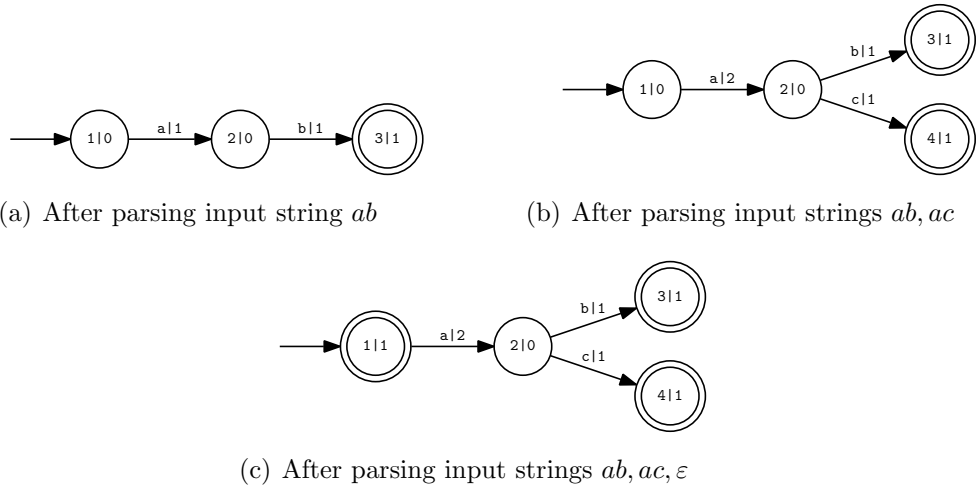 3|1
b|1
1|0
a|2
2|0
c|1
4|1
1|0
a|1
2|0
b|1
3|1
(a) After parsing input string ab
(b) After parsing input strings ab, ac
3|1
b|1
1|1
a|2
2|0
c|1
4|1
(c) After parsing input strings ab, ac, ε